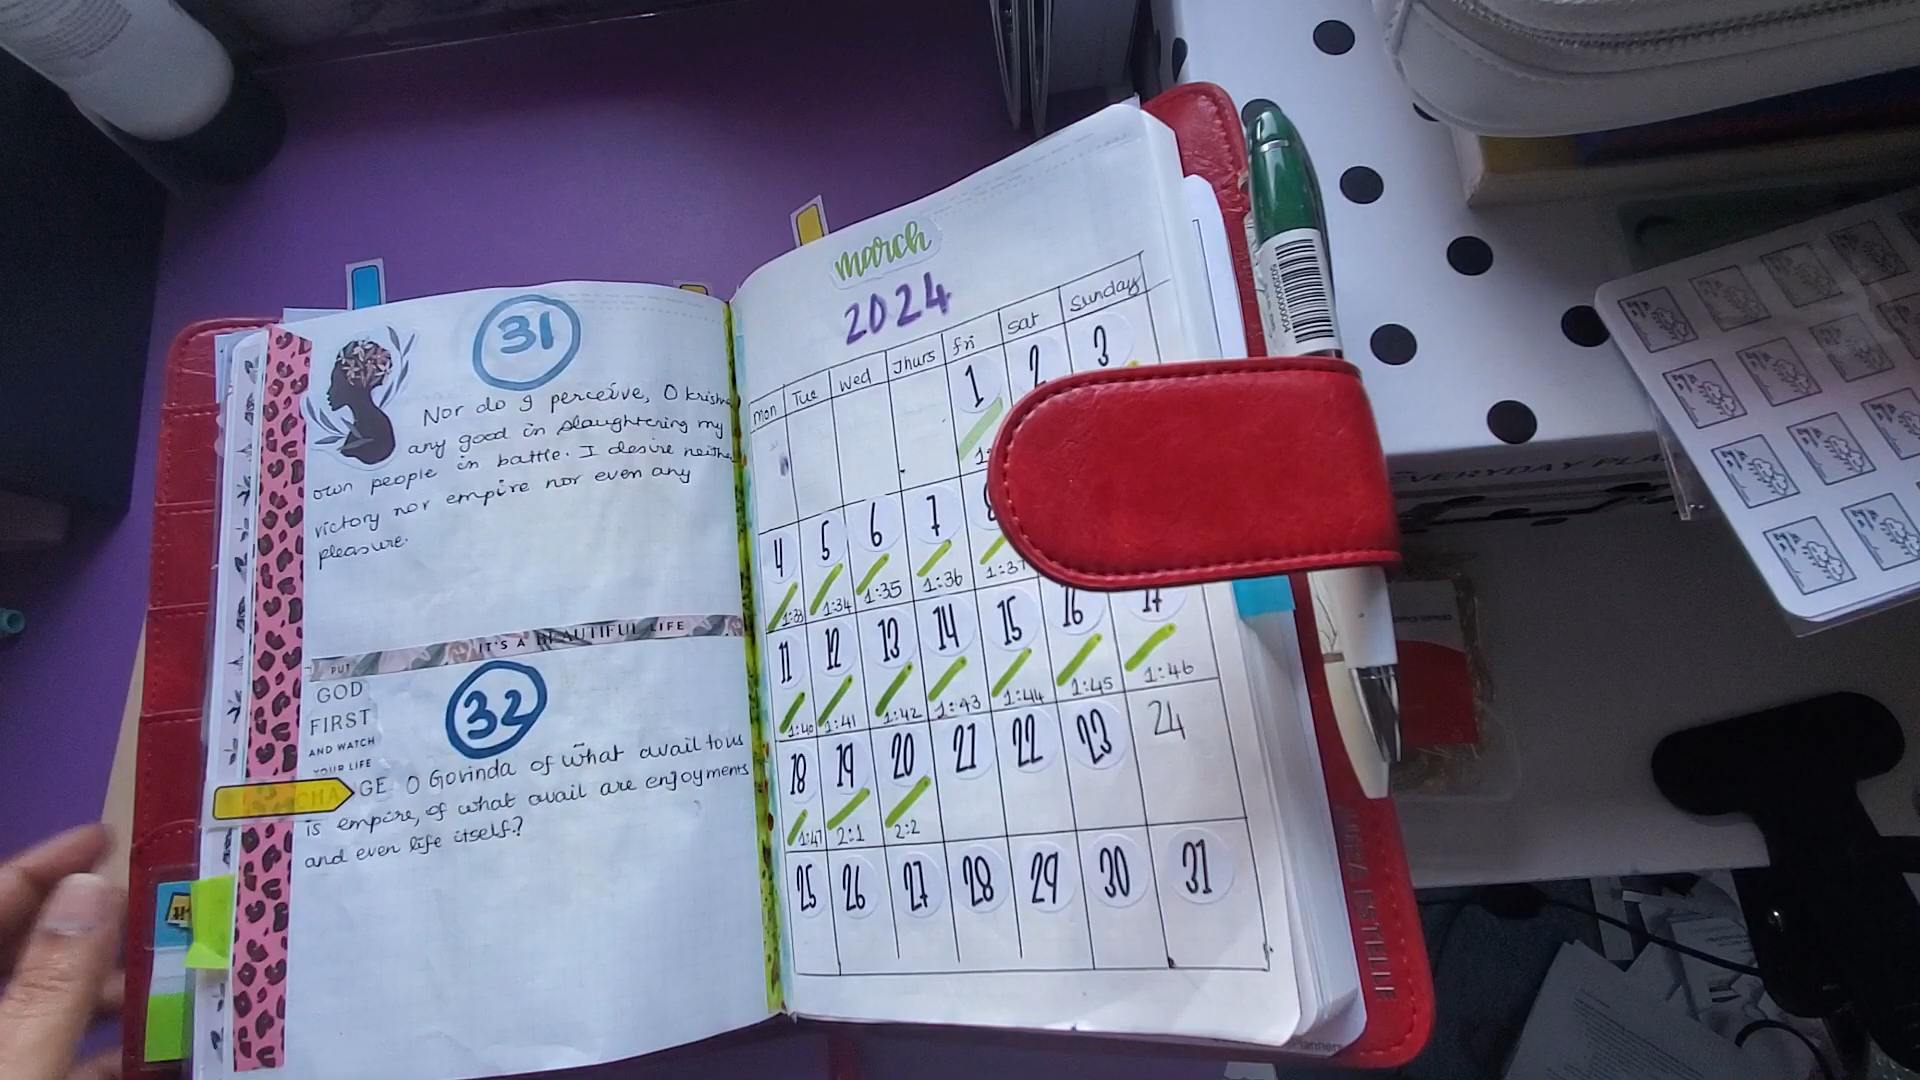 31
Nor do I perceive, O krishna
any good in slaughtering my
own people in battle. I desire neither
victory nor empire nor even any
pleasure.
IT'S A BEAUTIFUL LIFE
PUT
GOD
FIRST
AND WATCH
YOUR LIFE
CHA GE
32
O Govinda of what avail to us
is empire, of what avail are enjoyments
and even life itself?
march
2024
Mon Tue Wed Thurs fri Sat Sunday
1 2 3
4 5 6 7 8
1:33 1:34 1:35 1:36 1:37
11 12 13 14 15 16 17
1:40 1:41 1:42 1:43 1:44 1:45 1:46
18 19 20 21 22 23 24
1:47 2:1 2:2
25 26 27 28 29 30 31
EVERYDAY PLA